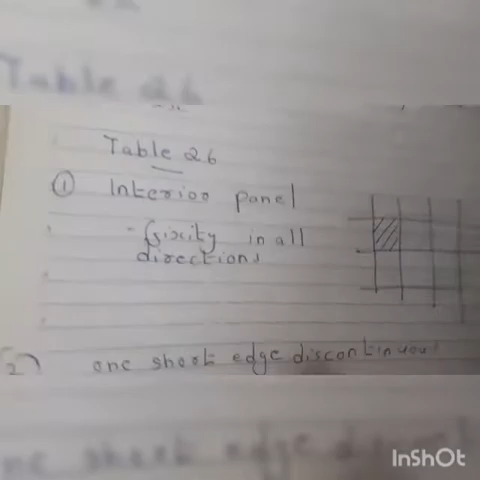 Table 26
① Interior panel
- fixity in all
directions
(2) one short edge discontinuous
InShOt